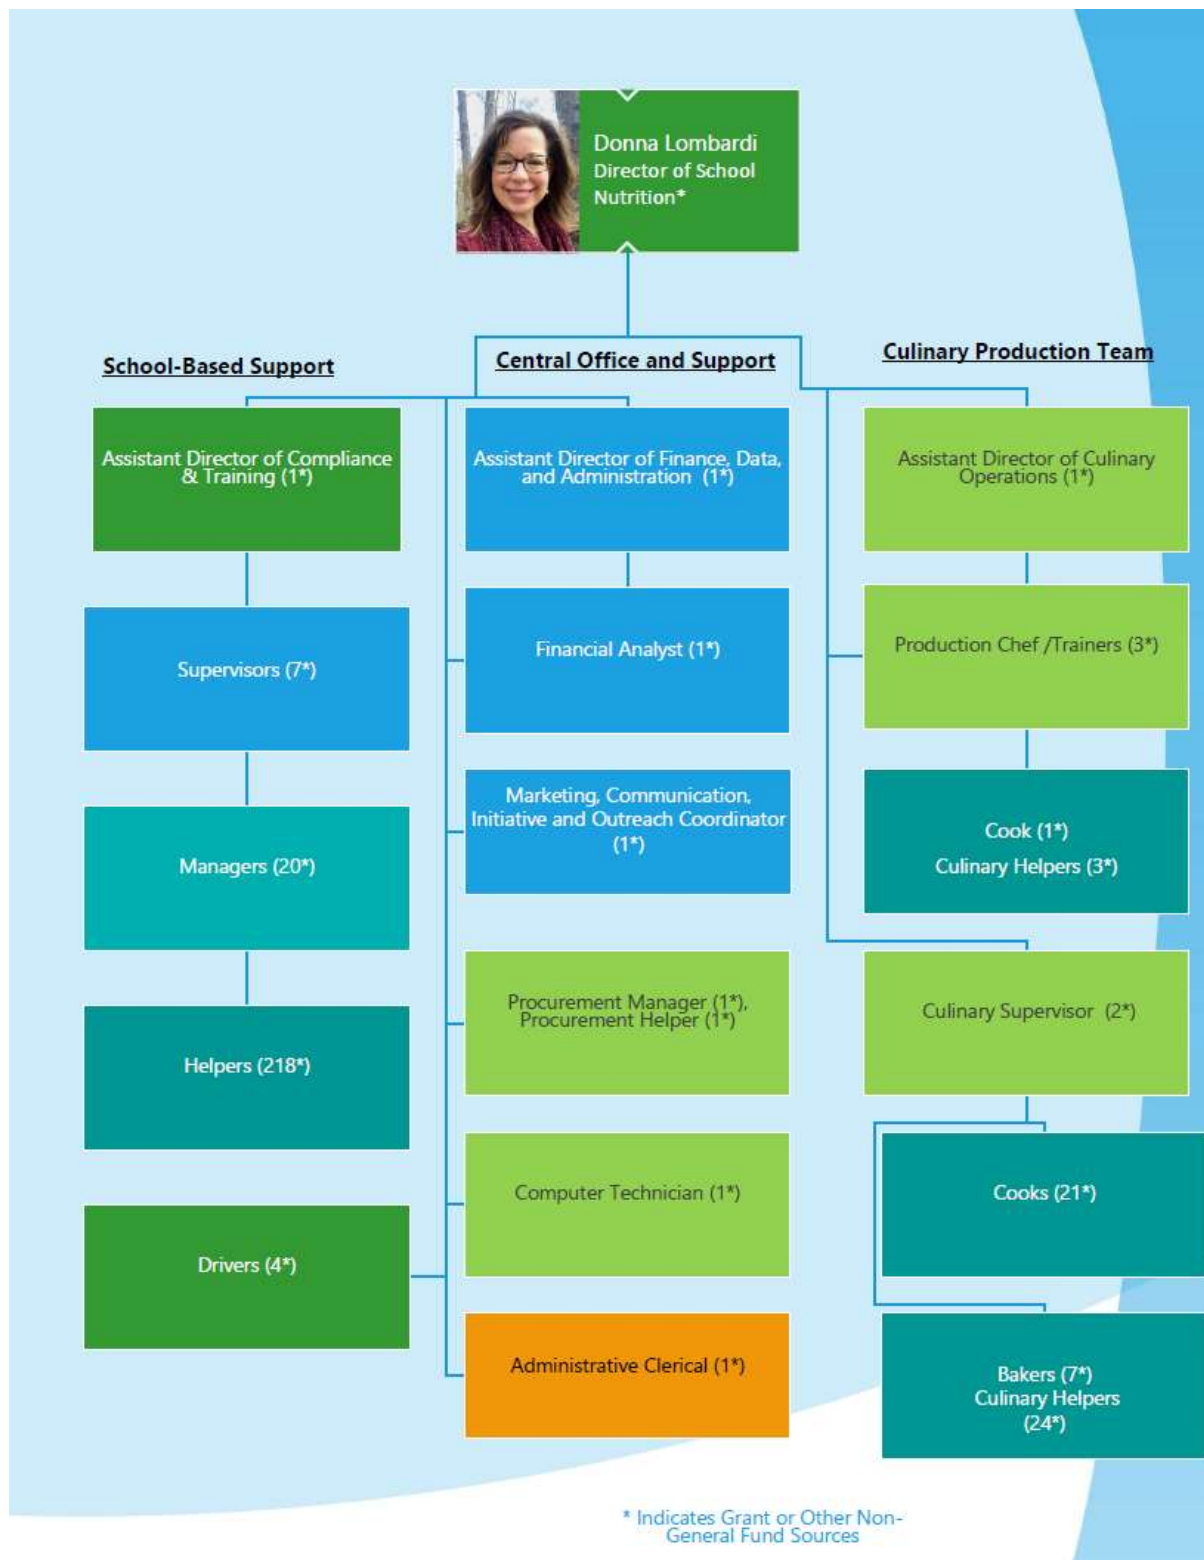 Donna Lombardi
Director of School
Nutrition*
School-Based Support
Assistant Director of Compliance
& Training (1*)
Supervisors (7*)
Managers (20*)
Helpers (218*)
Drivers (4*)
Central Office and Support
Assistant Director of Finance, Data,
and Administration (1*)
Financial Analyst (1*)
Marketing, Communication,
Initiative and Outreach Coordinator
(1*)
Procurement Manager (1*),
Procurement Helper (1*)
Computer Technician (1*)
Administrative Clerical (1*)
Culinary Production Team
Assistant Director of Culinary
Operations (1*)
Production Chef /Trainers (3*)
Cook (1*)
Culinary Helpers (3*)
Culinary Supervisor (2*)
Cooks (21*)
Bakers (7*)
Culinary Helpers
(24*)
* Indicates Grant or Other Non-
General Fund Sources